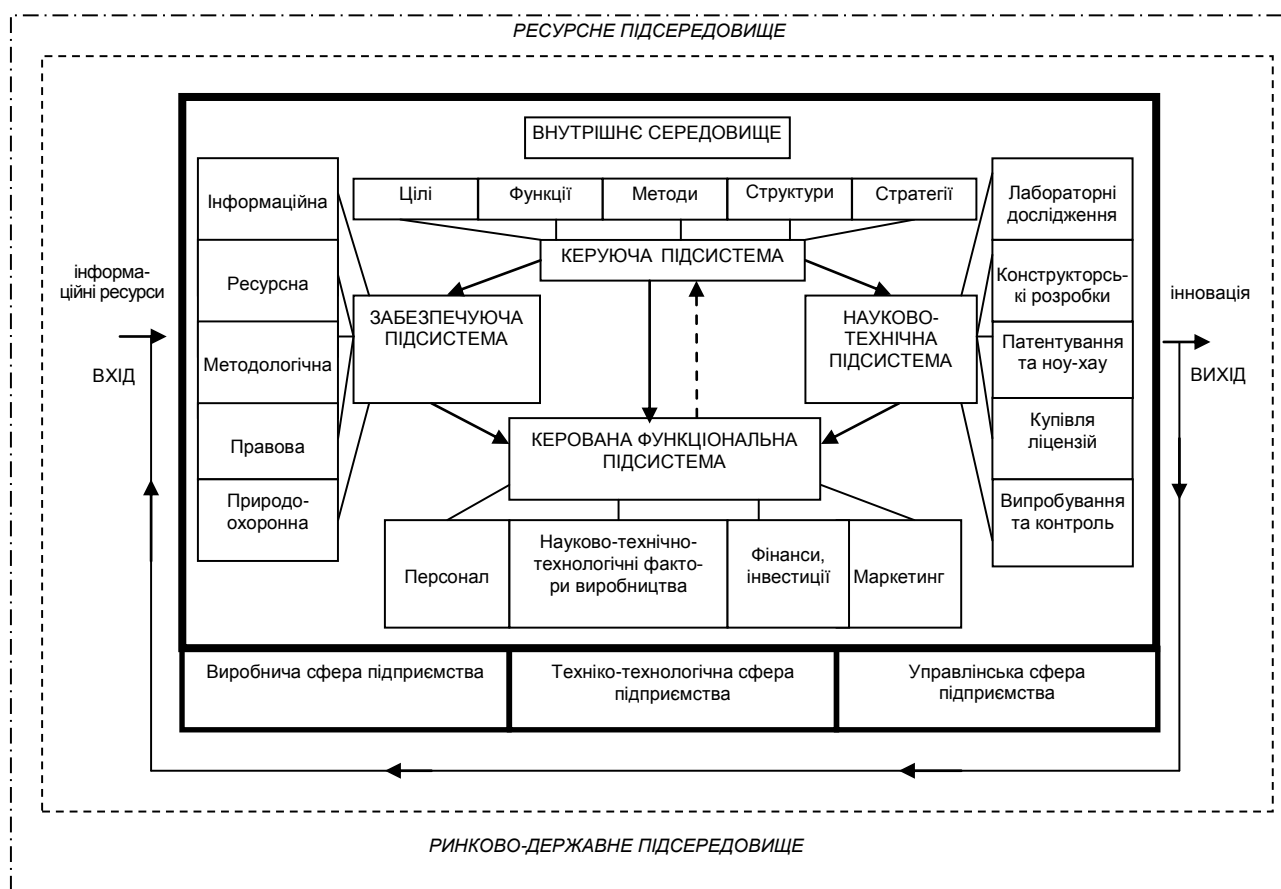 РЕСУРСНЕ ПІДСЕРЕДОВИЩЕ
ВНУТРІШНЄ СЕРЕДОВИЩЕ
Цілі
Функції
Методи
Структури
Стратегії
КЕРУЮЧА ПІДСИСТЕМА
інформа-
ційні ресурси
ВХІД
Інформаційна
Ресурсна
Методологічна
Правова
Природо-
охоронна
ЗАБЕЗПЕЧУЮЧА
ПІДСИСТЕМА
НАУКОВО-
ТЕХНІЧНА
ПІДСИСТЕМА
Лабораторні
дослідження
Конструкторсь-
кі розробки
Патентування
та ноу-хау
Купівля
ліцензій
Випробування
та контроль
інновація
ВИХІД
КЕРОВАНА ФУНКЦІОНАЛЬНА
ПІДСИСТЕМА
Персонал
Науково-технічно-
технологічні факто-
ри виробництва
Фінанси,
інвестиції
Маркетинг
Виробнича сфера підприємства
Техніко-технологічна сфера
підприємства
Управлінська сфера
підприємства
РИНКОВО-ДЕРЖАВНЕ ПІДСЕРЕДОВИЩЕ